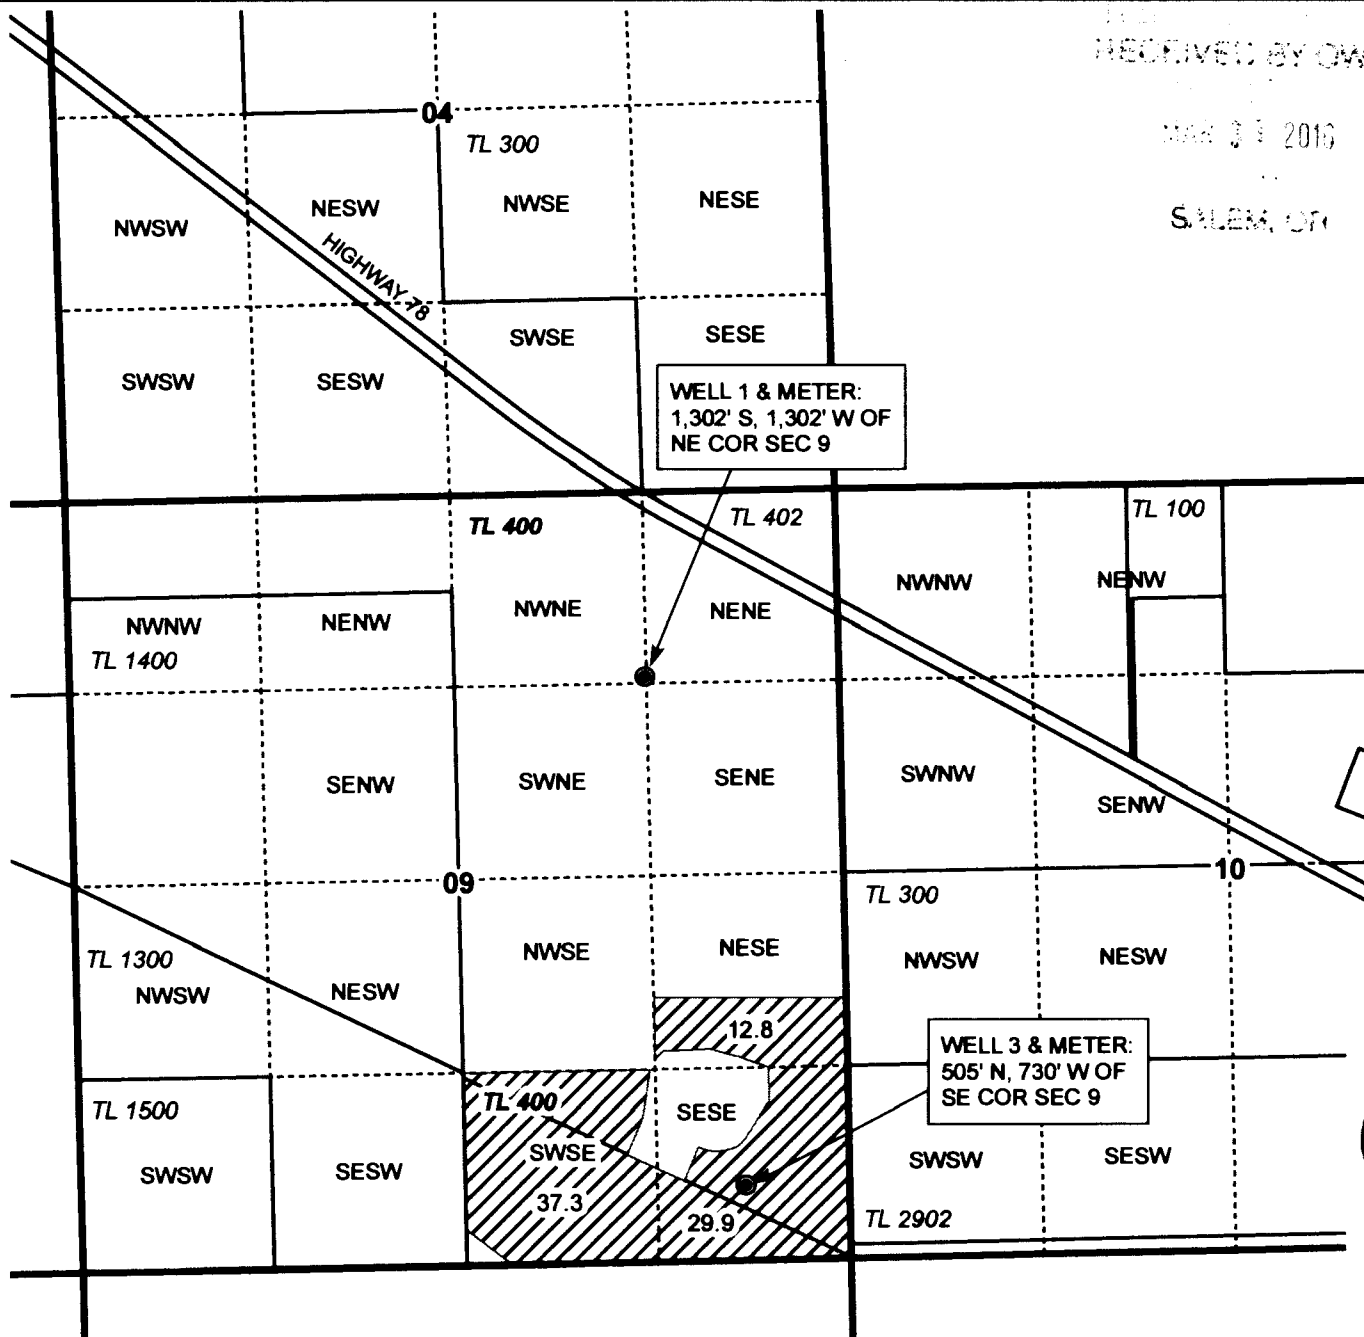 RECEIVED BY OW
2016
SALEM, OR
04
TL 300
NWSW
NESW
NWSE
NESE
HIGHWAY 78
SWSW
SESW
SWSE
SESE
WELL 1 & METER:
1,302' S, 1,302' W OF
NE COR SEC 9
TL 400
TL 402
TL 100
NWNW
NENW
NWNE
NENE
NWNW
NENW
TL 1400
SENW
SWNE
SENE
SWNW
SENW
09
10
TL 300
TL 1300
NWSW
NESW
NWSE
NESE
NWSW
NESW
12.8
WELL 3 & METER:
505' N, 730' W OF
SE COR SEC 9
TL 1500
TL 400
SESE
SWSW
SESW
SWSE
SWSW
SESW
37.3
29.9
TL 2902